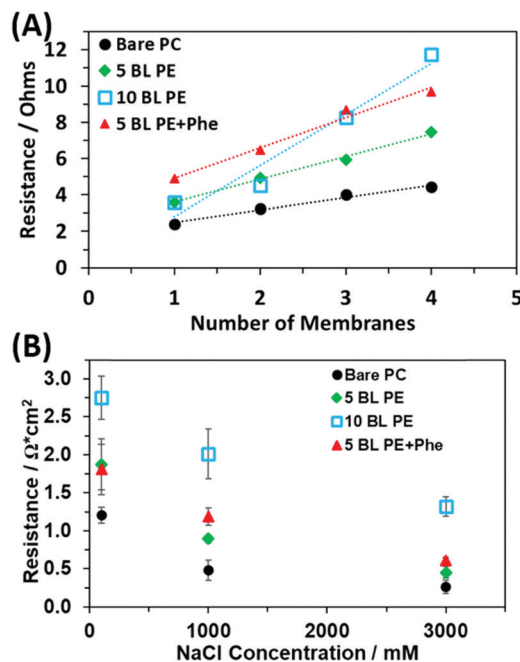 (A)
Bare PC
5 BL PE
10 BL PE
5 BL PE+Phe
Resistance / Ohms
12
10
8
6
4
2
0
0 1 2 3 4 5
Number of Membranes
(B)
Bare PC
5 BL PE
10 BL PE
5 BL PE+Phe
Resistance / Ω*cm2
3.0
2.5
2.0
1.5
1.0
0.5
0.0
0 1000 2000 3000
NaCl Concentration / mM